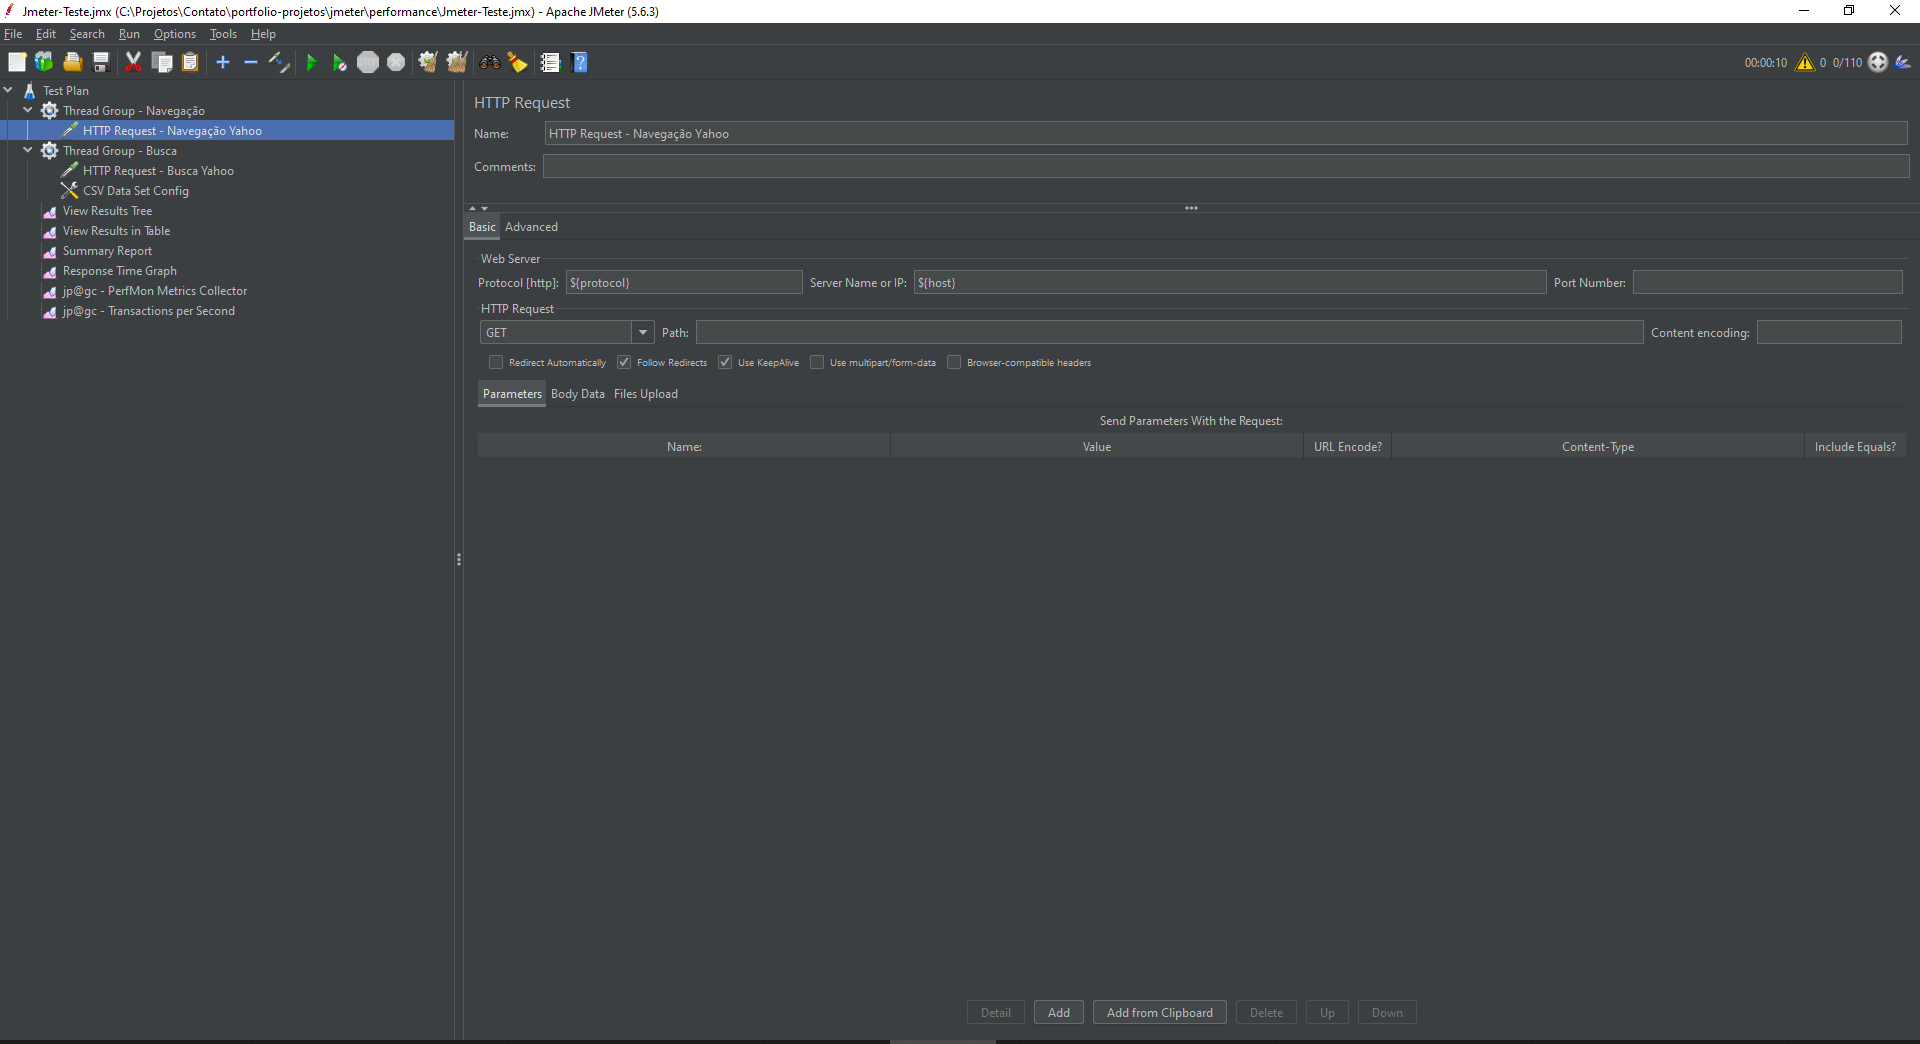 Jmeter-Teste.jmx (C:\Projetos\Contato\portfolio-projetos\jmeter\performance\Jmeter-Teste.jmx) - Apache JMeter (5.6.3)
File Edit Search Run Options Tools Help
STOP 00:00:10 0 0/110
Test Plan
Thread Group - Navegação
HTTP Request - Navegação Yahoo
Thread Group - Busca
HTTP Request - Busca Yahoo
CSV Data Set Config
View Results Tree
View Results in Table
Summary Report
Response Time Graph
jp@gc - PerfMon Metrics Collector
jp@gc - Transactions per Second
HTTP Request
Name: HTTP Request - Navegação Yahoo
Comments:
Basic Advanced
Web Server
Protocol [http]: ${protocol} Server Name or IP: ${host} Port Number:
HTTP Request
GET Path: Content encoding:
Redirect Automatically Follow Redirects Use KeepAlive Use multipart/form-data Browser-compatible headers
Parameters Body Data Files Upload
Send Parameters With the Request:
Name: Value URL Encode? Content-Type Include Equals?
Detail Add Add from Clipboard Delete Up Down